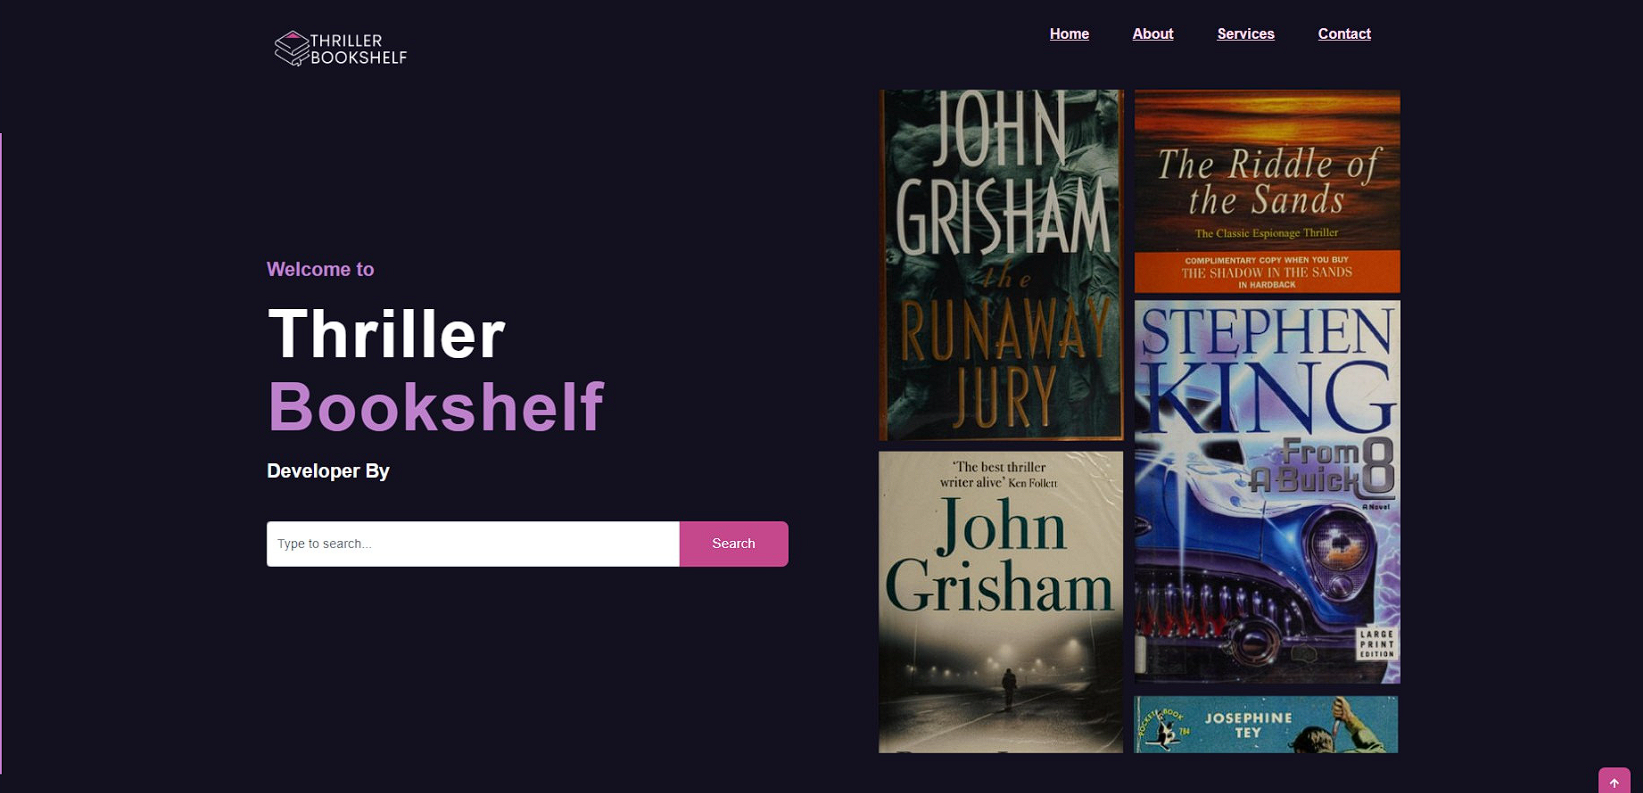 THRILLER
BOOKSHELF
Home
About
Services
Contact
Welcome to
Thriller
Bookshelf
Developer By
Type to search...
Search
JOHN
GRISHAM
the
RUNAWAY
JURY
The Riddle of
the Sands
The Classic Espionage Thriller
COMPLIMENTARY COPY WHEN YOU BUY
THE SHADOW IN THE SANDS
IN HARDBACK
'The best thriller
writer alive' Ken Follett
John
Grisham
STEPHEN
KING
From
A Buick 8
A Novel
LARGE
PRINT
EDITION
POCKET BOOK
784
JOSEPHINE
TEY